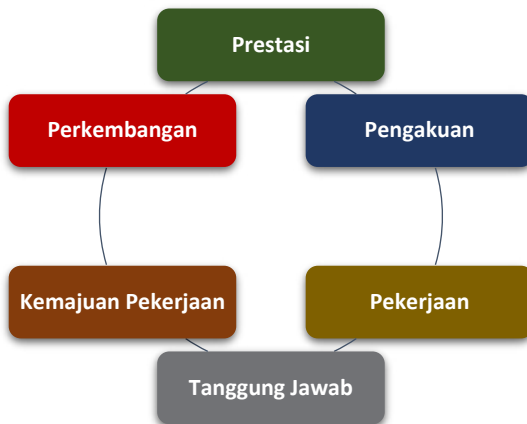 Prestasi
Pengakuan
Pekerjaan
Tanggung Jawab
Kemajuan Pekerjaan
Perkembangan